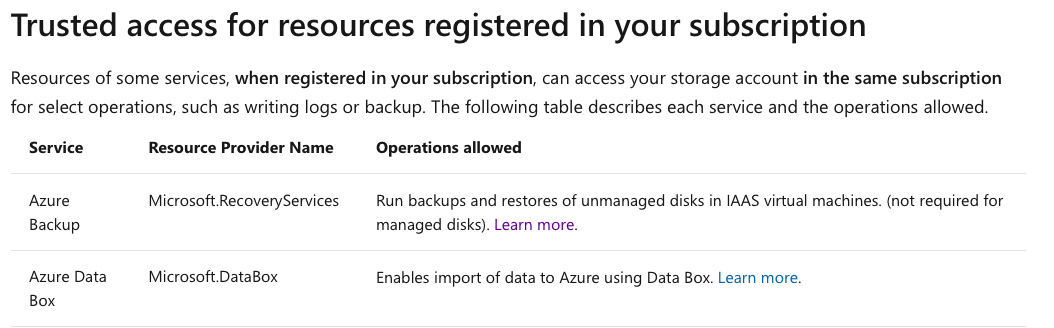 Trusted access for resources registered in your subscription
Resources of some services, when registered in your subscription, can access your storage account in the same subscription
for select operations, such as writing logs or backup. The following table describes each service and the operations allowed.
Service Resource Provider Name Operations allowed
Azure Backup Microsoft.RecoveryServices Run backups and restores of unmanaged disks in IAAS virtual machines. (not required for managed disks). Learn more.
Azure Data Box Microsoft.DataBox Enables import of data to Azure using Data Box. Learn more.